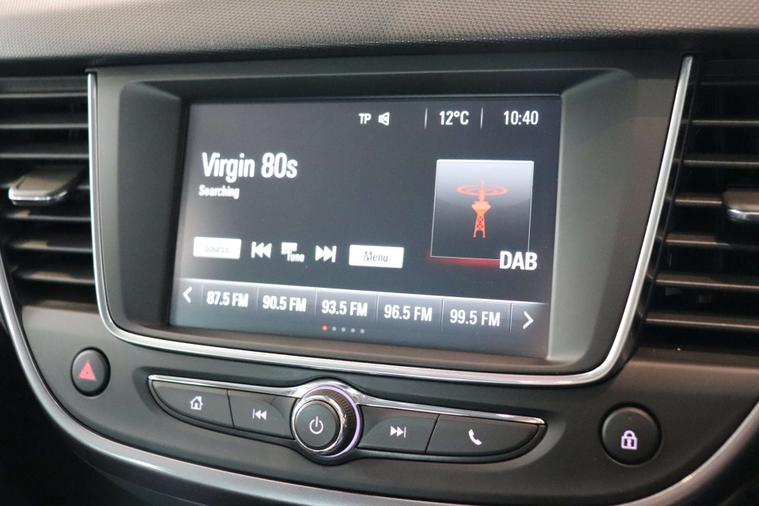 TP 12°C 10:40
Virgin 80s
Searching
DAB
Source Tune Menu
87.5 FM 90.5 FM 93.5 FM 96.5 FM 99.5 FM